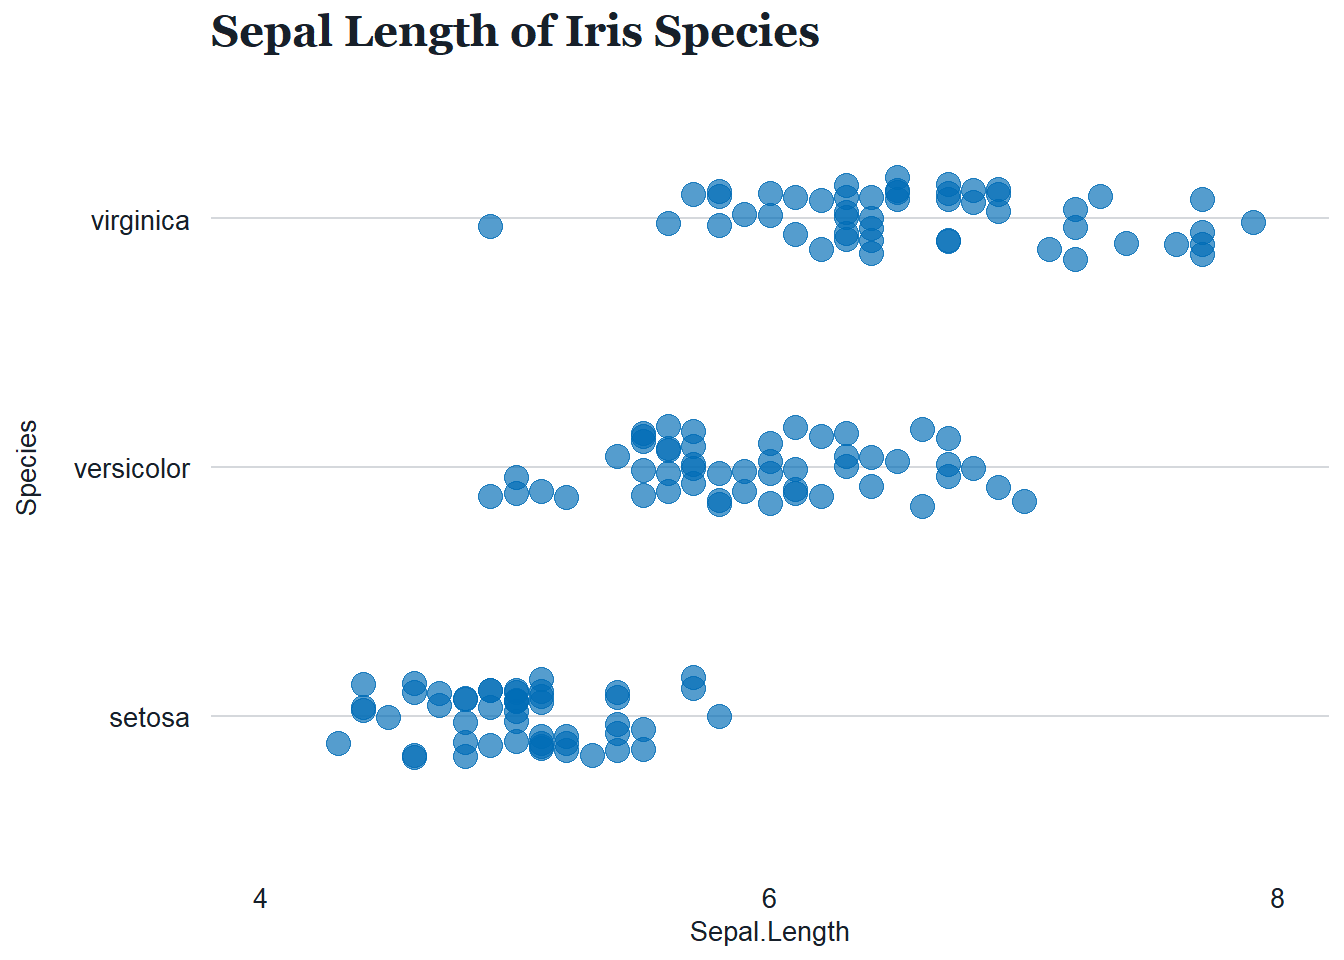 Sepal Length of Iris Species
virginica
versicolor
setosa
Species
4 6 8
Sepal.Length